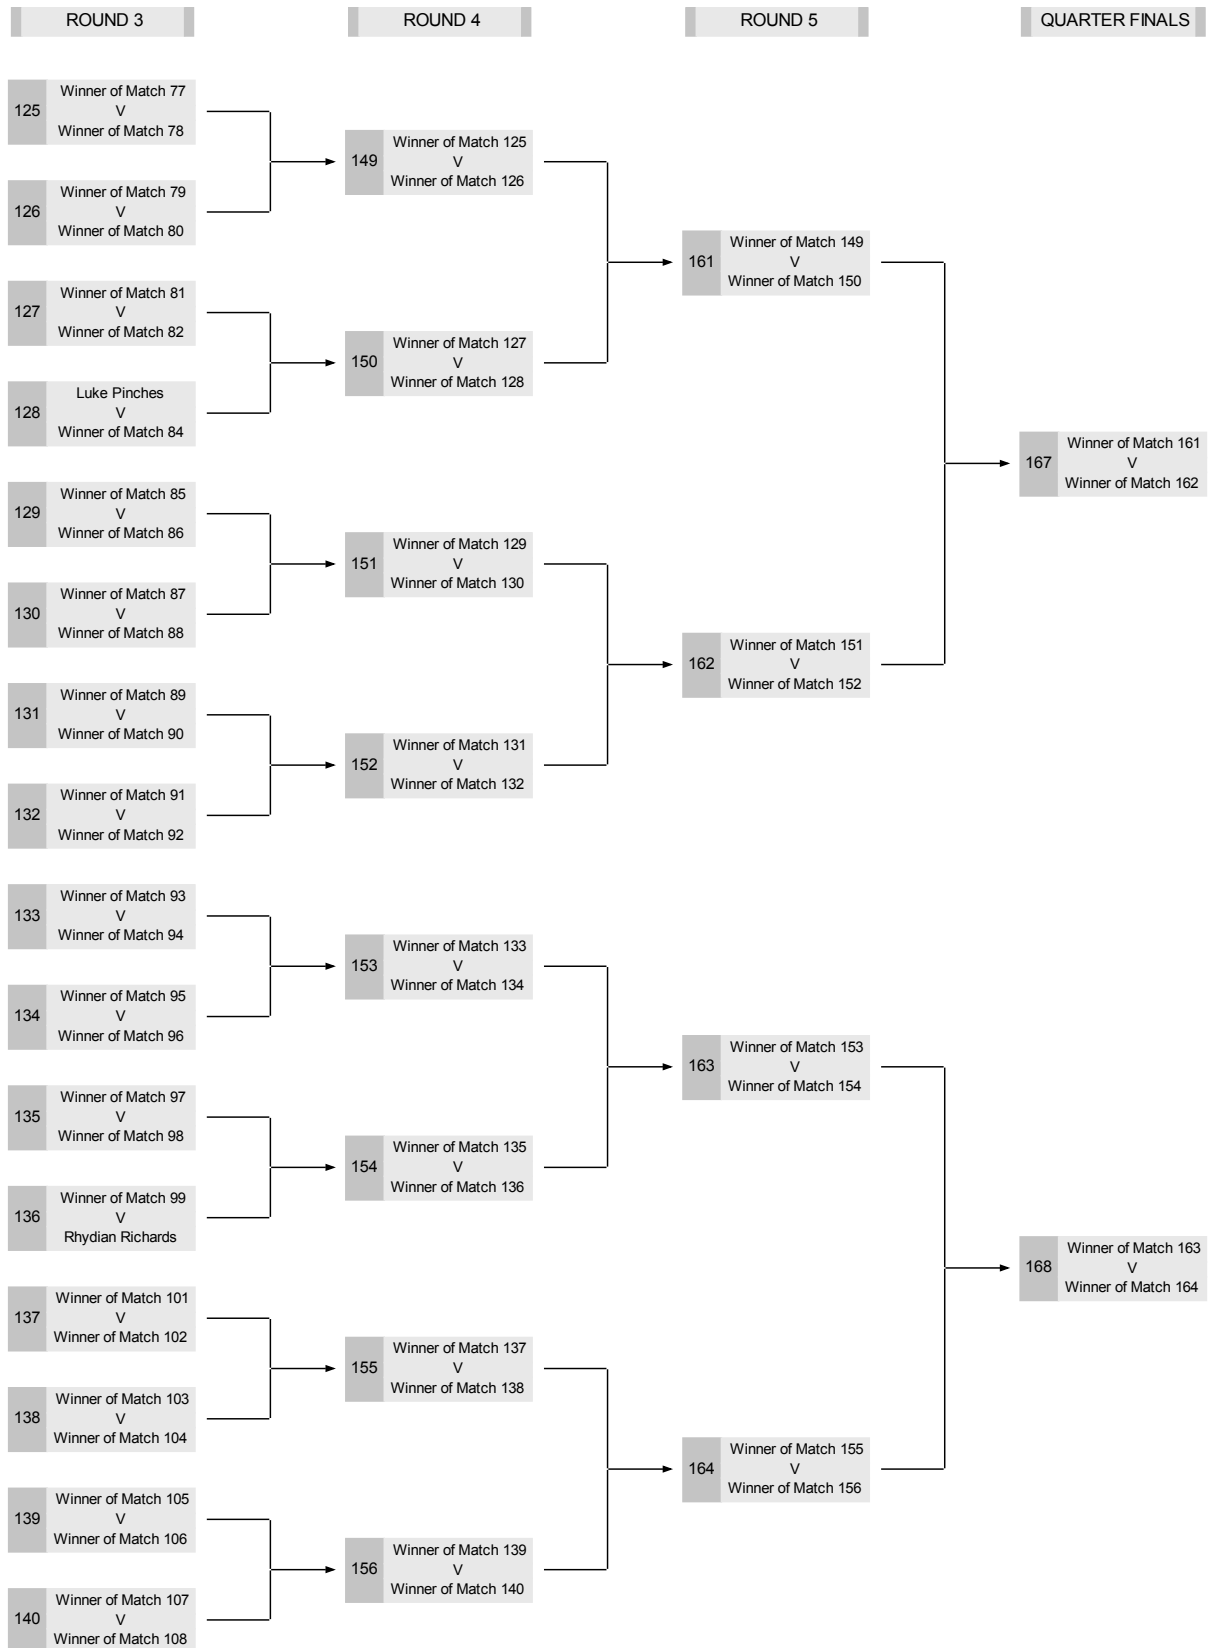 ROUND 3
ROUND 4
ROUND 5
QUARTER FINALS
125
Winner of Match 77
V
Winner of Match 78
126
Winner of Match 79
V
Winner of Match 80
127
Winner of Match 81
V
Winner of Match 82
128
Luke Pinches
V
Winner of Match 84
129
Winner of Match 85
V
Winner of Match 86
130
Winner of Match 87
V
Winner of Match 88
131
Winner of Match 89
V
Winner of Match 90
132
Winner of Match 91
V
Winner of Match 92
133
Winner of Match 93
V
Winner of Match 94
134
Winner of Match 95
V
Winner of Match 96
135
Winner of Match 97
V
Winner of Match 98
136
Winner of Match 99
V
Rhydian Richards
137
Winner of Match 101
V
Winner of Match 102
138
Winner of Match 103
V
Winner of Match 104
139
Winner of Match 105
V
Winner of Match 106
140
Winner of Match 107
V
Winner of Match 108
149
Winner of Match 125
V
Winner of Match 126
150
Winner of Match 127
V
Winner of Match 128
151
Winner of Match 129
V
Winner of Match 130
152
Winner of Match 131
V
Winner of Match 132
153
Winner of Match 133
V
Winner of Match 134
154
Winner of Match 135
V
Winner of Match 136
155
Winner of Match 137
V
Winner of Match 138
156
Winner of Match 139
V
Winner of Match 140
161
Winner of Match 149
V
Winner of Match 150
162
Winner of Match 151
V
Winner of Match 152
163
Winner of Match 153
V
Winner of Match 154
164
Winner of Match 155
V
Winner of Match 156
167
Winner of Match 161
V
Winner of Match 162
168
Winner of Match 163
V
Winner of Match 164